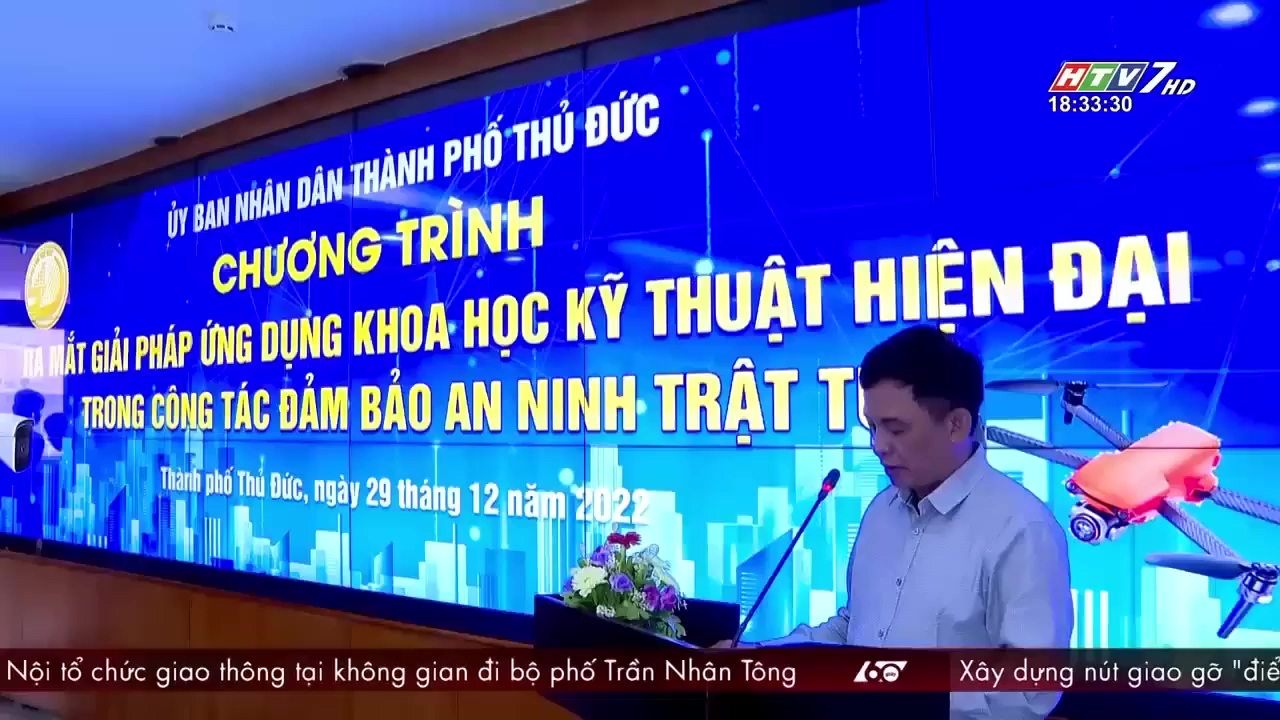 HTV7 HD
18:33:30
ỦY BAN NHÂN DÂN THÀNH PHỐ THỦ ĐỨC
CHƯƠNG TRÌNH
RA MẮT GIẢI PHÁP ỨNG DỤNG KHOA HỌC KỸ THUẬT HIỆN ĐẠI
TRONG CÔNG TÁC ĐẢM BẢO AN NINH TRẬT
Thành phố Thủ Đức, ngày 29 tháng 12 năm 2022
Nội tổ chức giao thông tại không gian đi bộ phố Trần Nhân Tông
60 giây
Xây dựng nút giao gỡ "điể